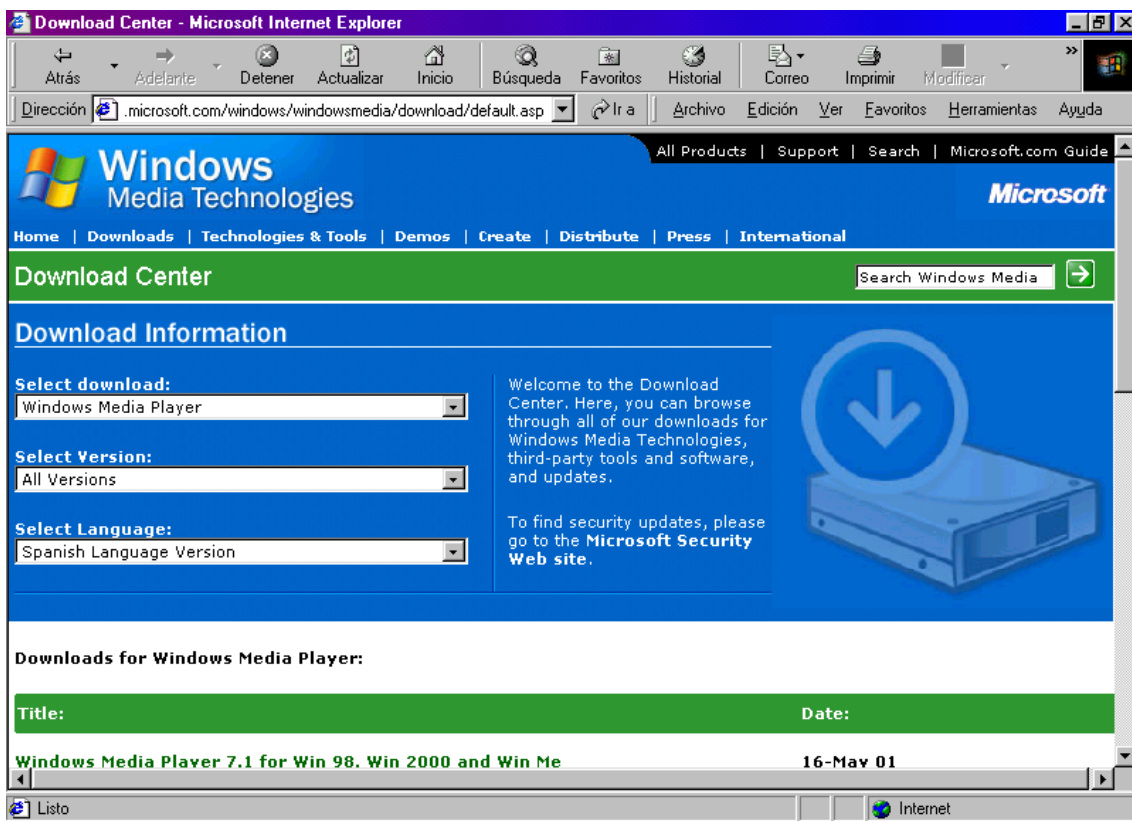 Download Center - Microsoft Internet Explorer
Atrás Adelante Detener Actualizar Inicio Búsqueda Favoritos Historial Correo Imprimir Modificar »
Dirección .microsoft.com/windows/windowsmedia/download/default.asp Ir a Archivo Edición Ver Favoritos Herramientas Ayuda
All Products | Support | Search | Microsoft.com Guide
Windows
Media Technologies
Microsoft
Home | Downloads | Technologies & Tools | Demos | Create | Distribute | Press | International
Download Center
Search Windows Media
Download Information
Select download:
Windows Media Player
Select Version:
All Versions
Select Language:
Spanish Language Version
Welcome to the Download
Center. Here, you can browse
through all of our downloads for
Windows Media Technologies,
third-party tools and software,
and updates.
To find security updates, please
go to the Microsoft Security
Web site.
Downloads for Windows Media Player:
Title: Date:
Windows Media Player 7.1 for Win 98, Win 2000 and Win Me 16-May 01
Listo Internet